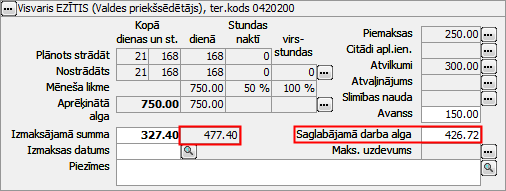 ... Visvaris EZĪTIS (Valdes priekšsēdētājs), ter.kods 0420200
Kopā Stundas
dienas un st. dienā naktī virs-stundas
Plānots strādāt 21 168 168 0
Nostrādāts 21 168 168 0 0 ...
Mēneša likme 750.00 50 % 100 %
Aprēķinātā alga 750.00 750.00 ...
Izmaksājamā summa 327.40 477.40
Izmaksas datums
Piezīmes
Piemaksas 250.00 ...
Citādi apl.ien. ...
Atvilkumi 300.00 ...
Atvaļinājums ...
Slimības nauda ...
Avanss 150.00
Saglabājamā darba alga 426.72
Maks. uzdevums ...